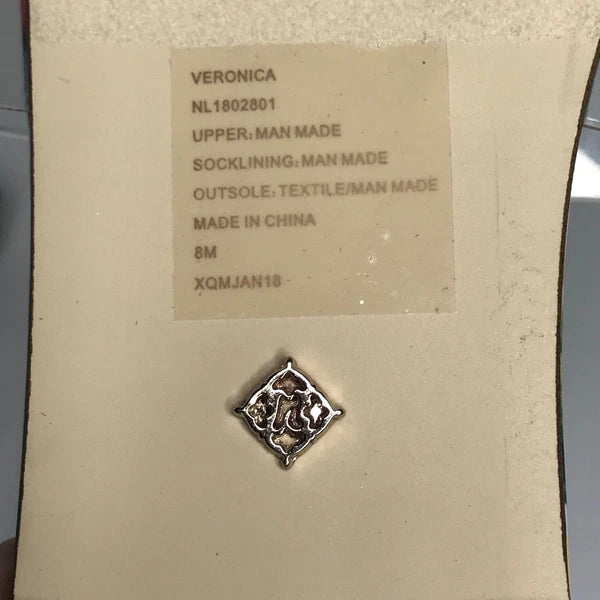 VERONICA
NL1802801
UPPER: MAN MADE
SOCKLINING: MAN MADE
OUTSOLE: TEXTILE/MAN MADE
MADE IN CHINA
8M
XQMJAN18